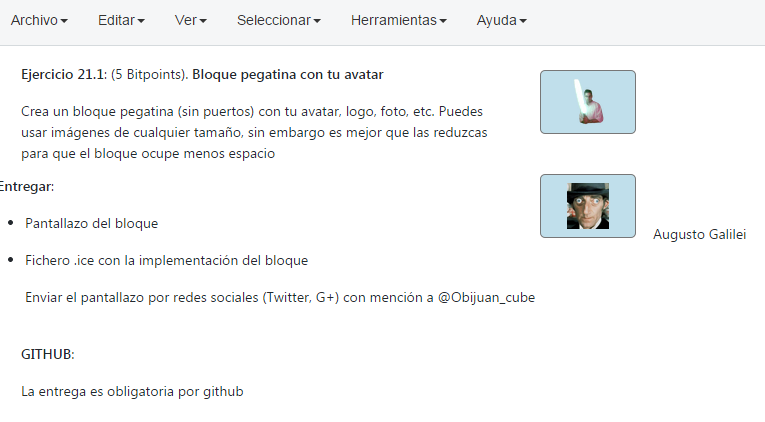 Archivo Editar Ver Seleccionar Herramientas Ayuda
Ejercicio 21.1: (5 Bitpoints). Bloque pegatina con tu avatar
Crea un bloque pegatina (sin puertos) con tu avatar, logo, foto, etc. Puedes
usar imágenes de cualquier tamaño, sin embargo es mejor que las reduzcas
para que el bloque ocupe menos espacio
Entregar:
Pantallazo del bloque
Augusto Galilei
Fichero .ice con la implementación del bloque
Enviar el pantallazo por redes sociales (Twitter, G+) con mención a @Obijuan_cube
GITHUB:
La entrega es obligatoria por github